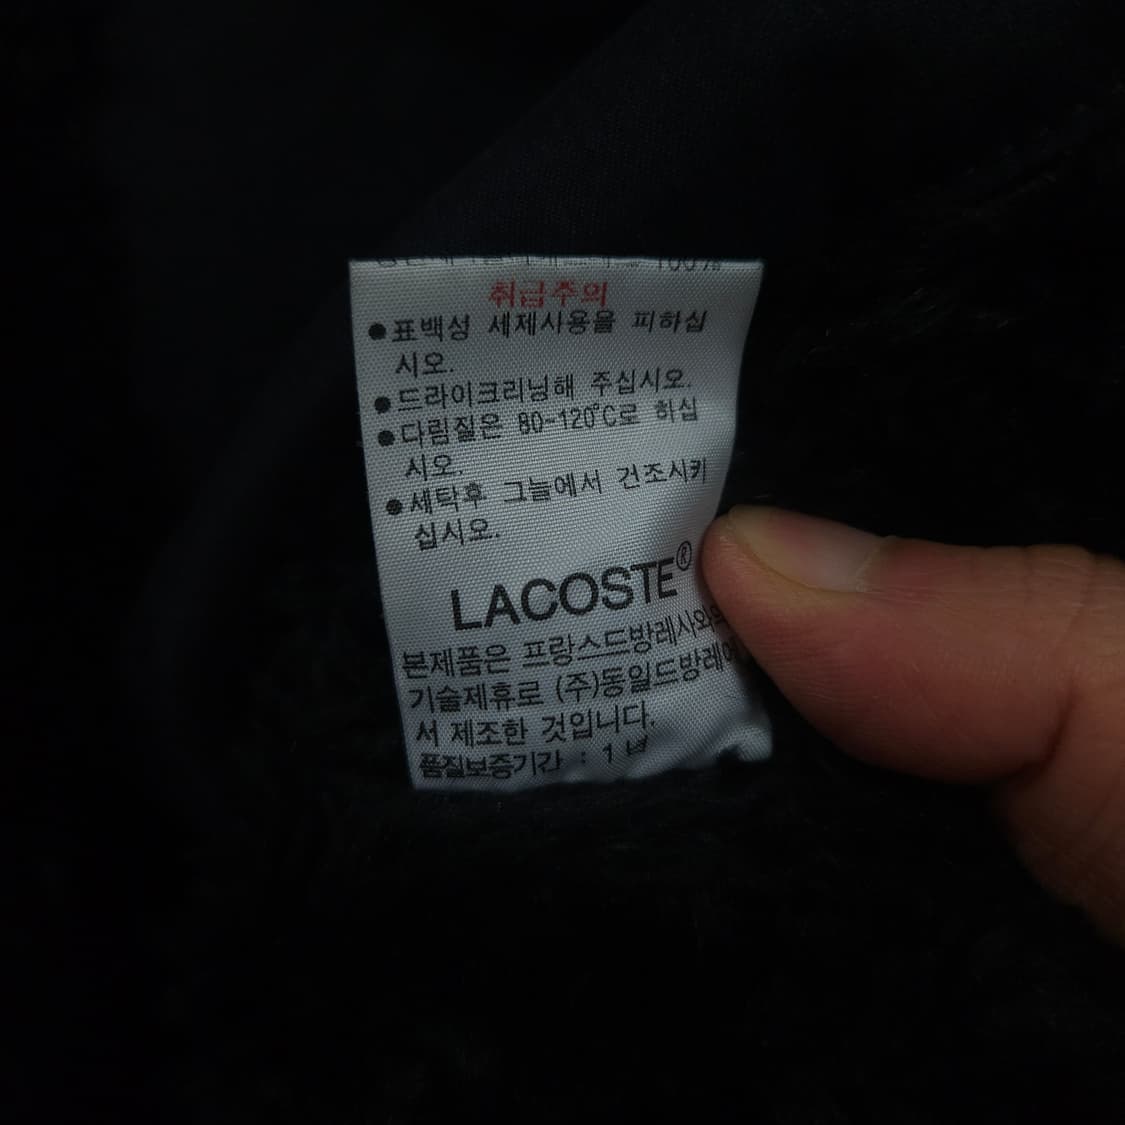 100%
취급주의
●표백성 세제사용을 피하십
시오.
●드라이크리닝해 주십시오.
●다림질은 80-120℃로 하십
시오.
●세탁후 그늘에서 건조시키
십시오.
LACOSTE®
본제품은 프랑스드방레사와의
기술제휴로 (주)동일드방레에
서 제조한 것입니다.
품질보증기간 : 1년